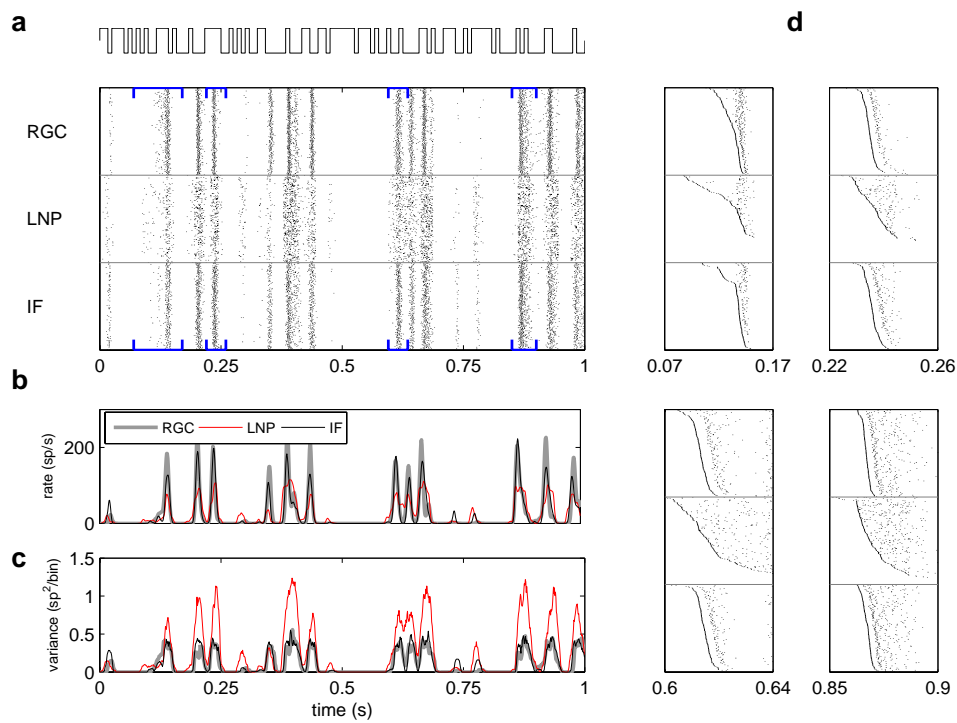 a
d
RGC
LNP
IF
0 0.25 0.5 0.75 1
0.07 0.17
0.22 0.26
b
RGC LNP IF
200
0
rate (sp/s)
c
1.5
1
0.5
0
variance (sp²/bin)
0 0.25 0.5 0.75 1
time (s)
0.6 0.64
0.85 0.9